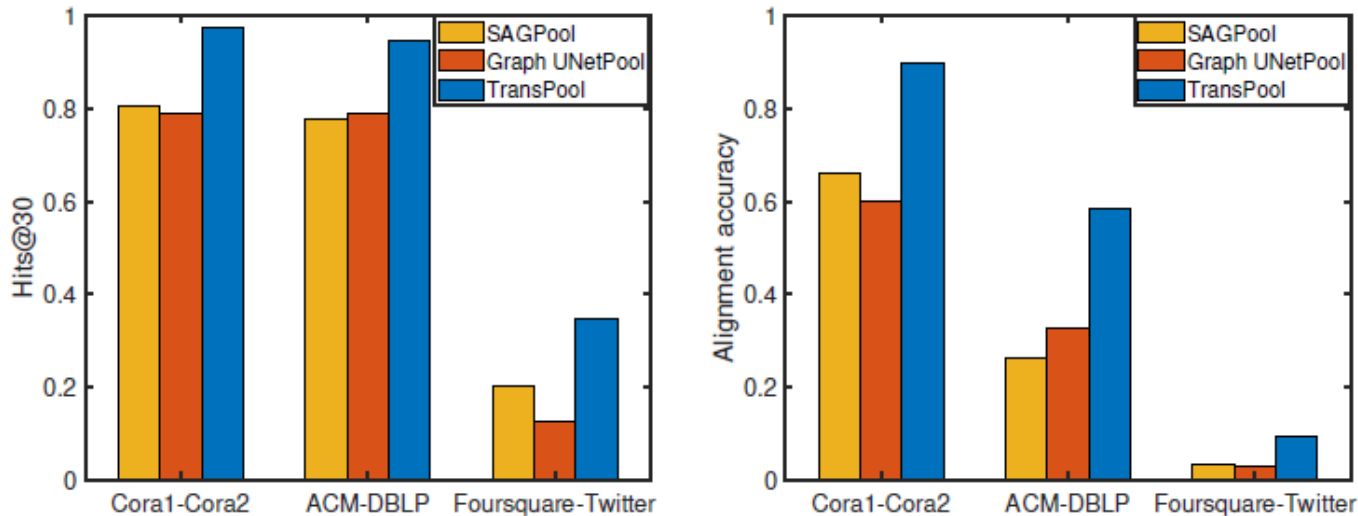 Hits@30
1
0.8
0.6
0.4
0.2
0
SAGPool
Graph UNetPool
TransPool
Cora1-Cora2 ACM-DBLP Foursquare-Twitter
Alignment accuracy
1
0.8
0.6
0.4
0.2
0
SAGPool
Graph UNetPool
TransPool
Cora1-Cora2 ACM-DBLP Foursquare-Twitter